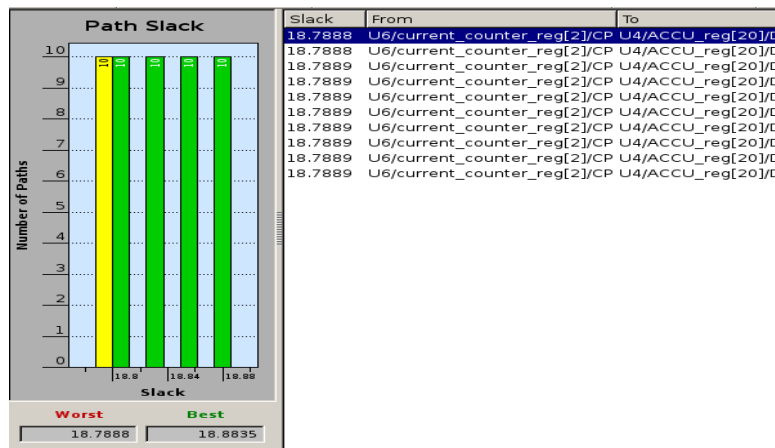 Path Slack
Number of Paths
10
9
8
7
6
5
4
3
2
1
0
10
10
10
10
10
18.8
18.84
18.88
Slack
Worst
Best
18.7888
18.8835
Slack From To
18.7888 U6/current_counter_reg[2]/CP U4/ACCU_reg[20]/D
18.7888 U6/current_counter_reg[2]/CP U4/ACCU_reg[20]/D
18.7889 U6/current_counter_reg[2]/CP U4/ACCU_reg[20]/D
18.7889 U6/current_counter_reg[2]/CP U4/ACCU_reg[20]/D
18.7889 U6/current_counter_reg[2]/CP U4/ACCU_reg[20]/D
18.7889 U6/current_counter_reg[2]/CP U4/ACCU_reg[20]/D
18.7889 U6/current_counter_reg[2]/CP U4/ACCU_reg[20]/D
18.7889 U6/current_counter_reg[2]/CP U4/ACCU_reg[20]/D
18.7889 U6/current_counter_reg[2]/CP U4/ACCU_reg[20]/D
18.7889 U6/current_counter_reg[2]/CP U4/ACCU_reg[20]/D